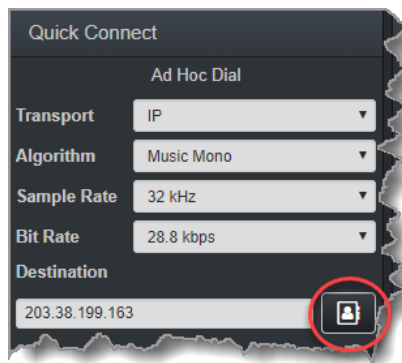 Quick Connect
Ad Hoc Dial
Transport IP
Algorithm Music Mono
Sample Rate 32 kHz
Bit Rate 28.8 kbps
Destination
203.38.199.163